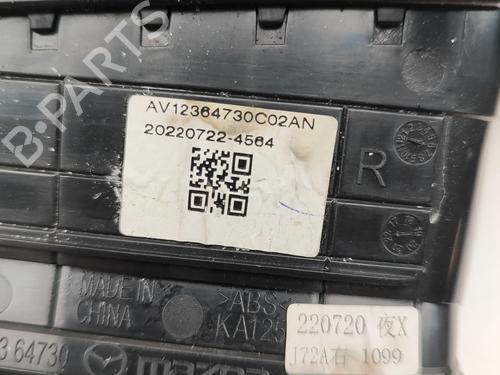 B-PARTS
AV12364730C02AN
20220722-4564
R
MADE IN
CHINA
>ABS<
KA125
220720 夜X
J72A右 1099
3 64730
mazda